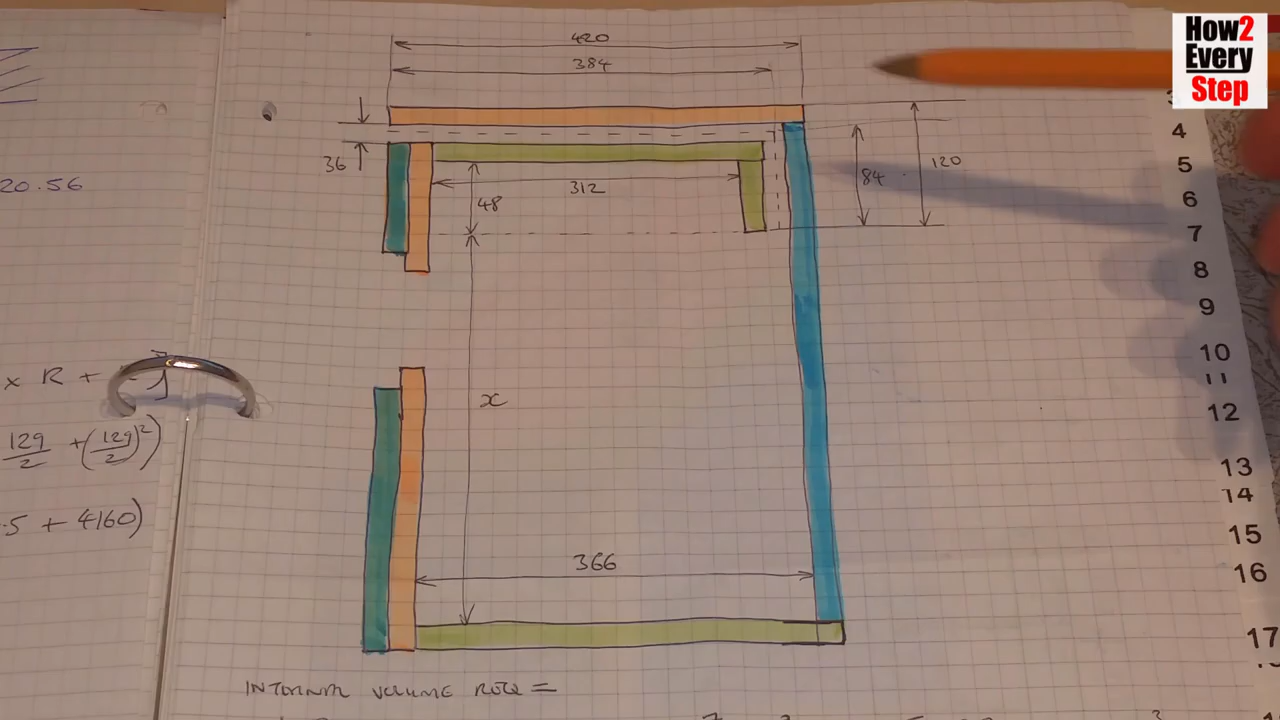 How2
Every
Step
420
384
36
312
48
84
120
20.56
x
366
x R +
129/2 + (129/2)²)
.5 + 4160)
INTERNAL VOLUME REQ =
4
5
6
7
8
9
10
11
12
13
14
15
16
17